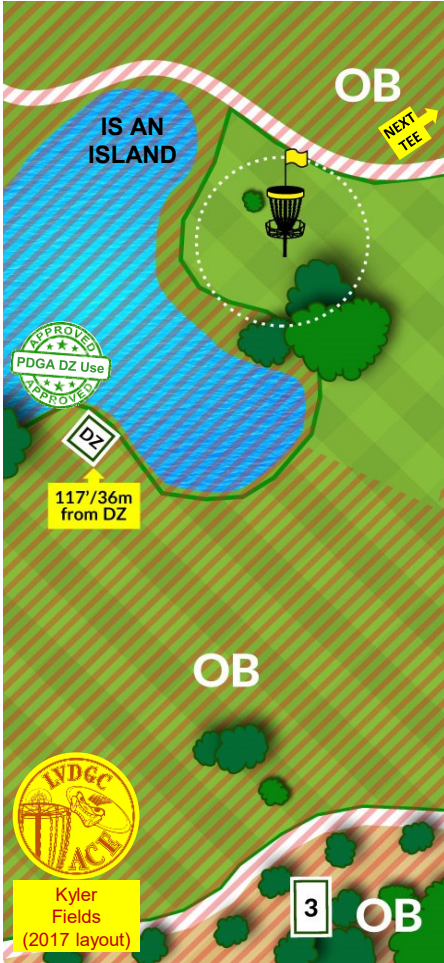 OB
NEXT
TEE
IS AN
ISLAND
APPROVED
PDGA DZ Use
APPROVED
DZ
117'/36m
from DZ
OB
LVDGC
ACE
Kyler
Fields
(2017 layout)
3
OB